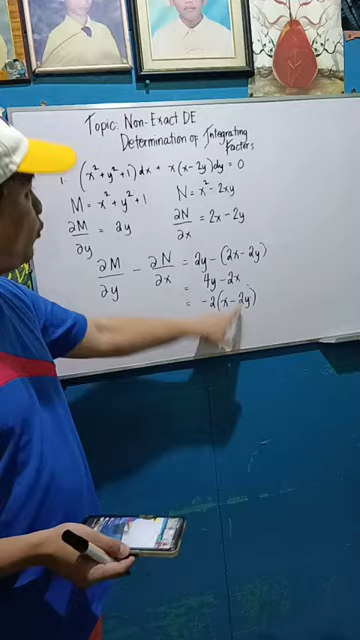 Topic: Non-Exact DE
Determination of Integrating Factors
1. (x² + y² + 1) dx + x(x - 2y) dy = 0
M = x² + y² + 1
N = x² - 2xy
∂M/∂y = 2y
∂N/∂x = 2x - 2y
∂M/∂y - ∂N/∂x = 2y - (2x - 2y)
= 4y - 2x
= -2(x - 2y)